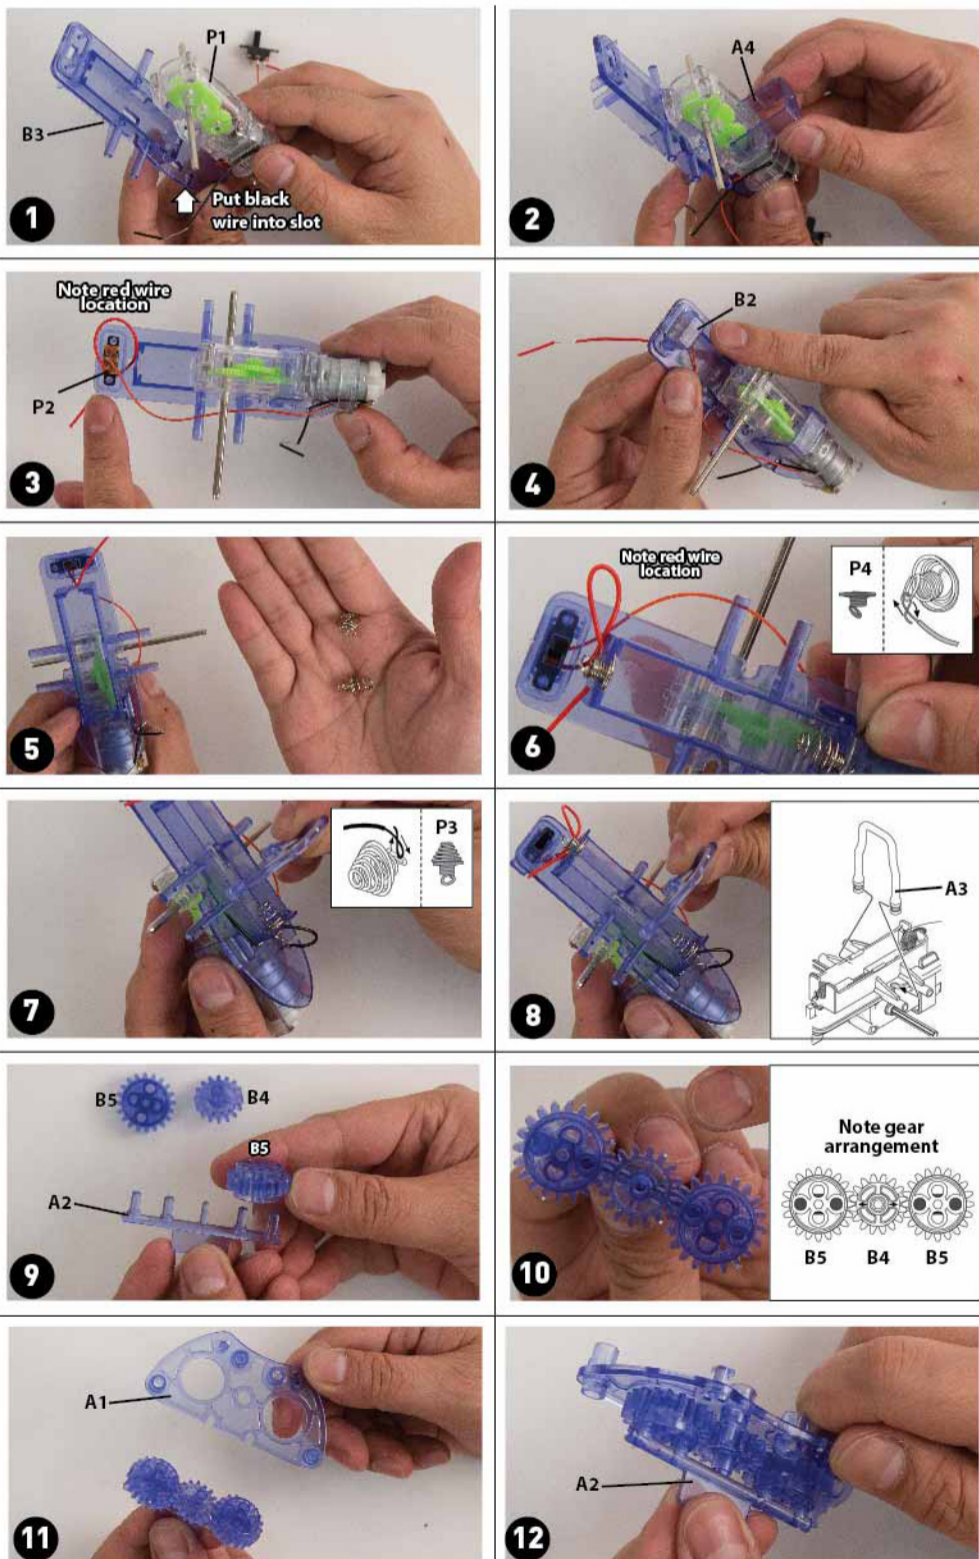 P1
B3
Put black
wire into slot
1
A4
2
Note red wire
location
P2
3
B2
4
5
Note red wire
location
P4
6
P3
7
A3
8
B5
B4
B5
A2
9
Note gear
arrangement
B5 B4 B5
10
A1
11
A2
12